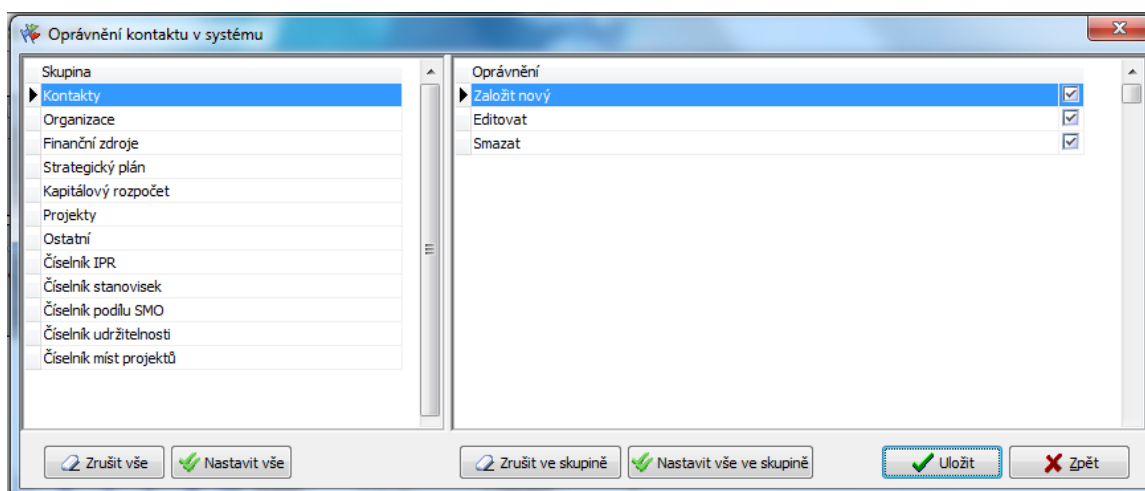 Oprávnění kontaktu v systému
Skupina
Kontakty
Organizace
Finanční zdroje
Strategický plán
Kapitálový rozpočet
Projekty
Ostatní
Číselník IPR
Číselník stanovisek
Číselník podílu SMO
Číselník udržitelnosti
Číselník míst projektů
Oprávnění
Založit nový
Editovat
Smazat
Zrušit vše
Nastavit vše
Zrušit ve skupině
Nastavit vše ve skupině
Uložit
Zpět